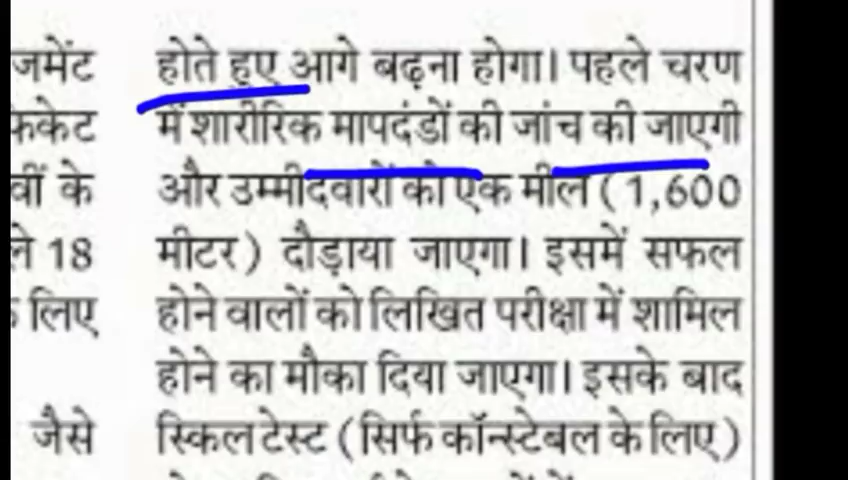 जमेंट होते हुए आगे बढ़ना होगा। पहले चरण
फिकेट में शारीरिक मापदंडों की जांच की जाएगी
वीं के और उम्मीदवारों को एक मील ( 1,600
ले 18 मीटर ) दौड़ाया जाएगा। इसमें सफल
लिए होने वालों को लिखित परीक्षा में शामिल
होने का मौका दिया जाएगा। इसके बाद
जैसे स्किल टेस्ट ( सिर्फ कॉन्स्टेबल के लिए )